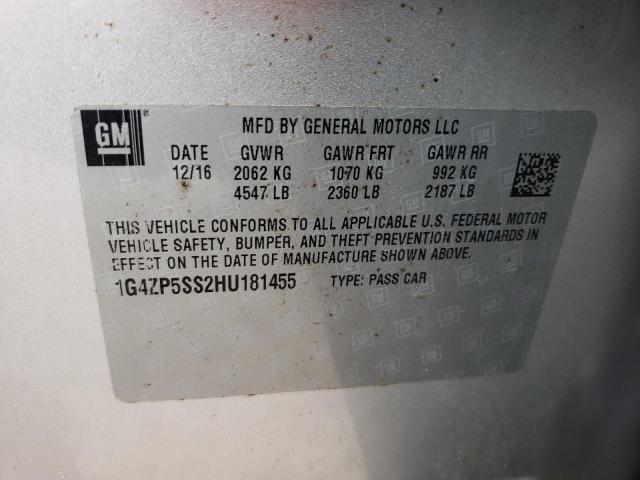 GM
MFD BY GENERAL MOTORS LLC
DATE GVWR GAWR FRT GAWR RR
12/16 2062 KG 1070 KG 992 KG
4547 LB 2360 LB 2187 LB
THIS VEHICLE CONFORMS TO ALL APPLICABLE U.S. FEDERAL MOTOR
VEHICLE SAFETY, BUMPER, AND THEFT PREVENTION STANDARDS IN
EFFECT ON THE DATE OF MANUFACTURE SHOWN ABOVE.
1G4ZP5SS2HU181455 TYPE: PASS CAR